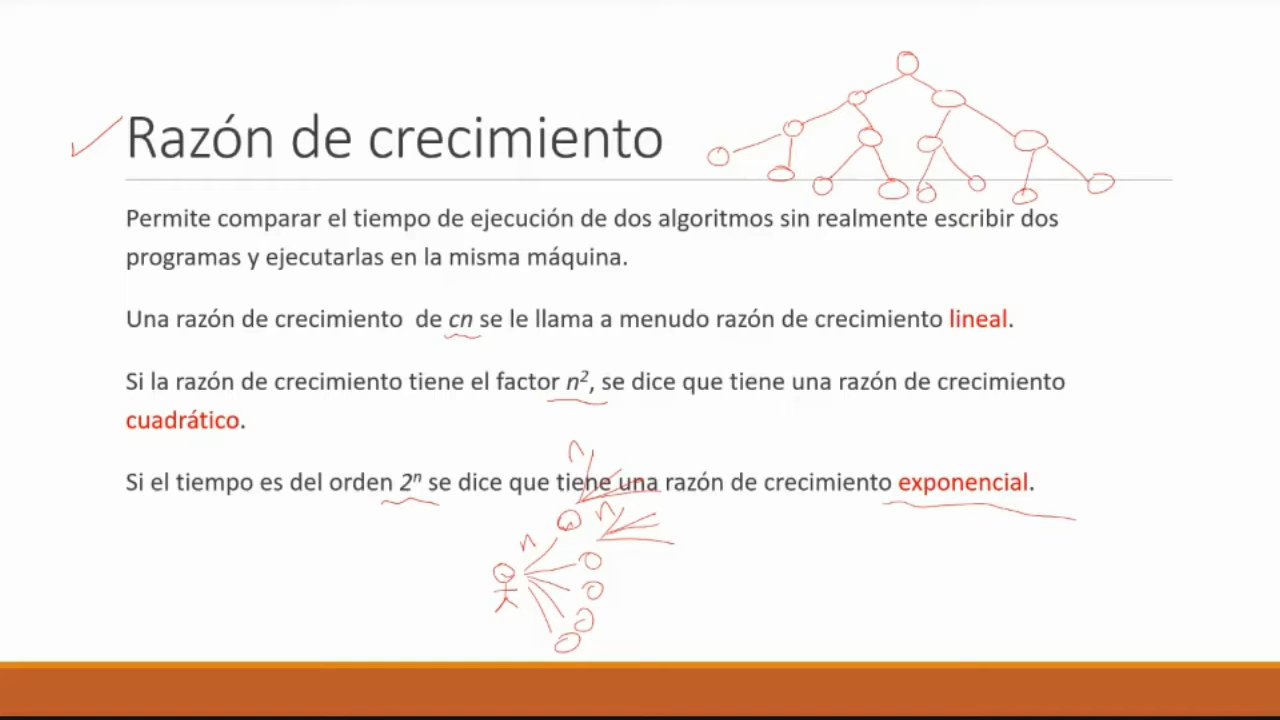 Razón de crecimiento
Permite comparar el tiempo de ejecución de dos algoritmos sin realmente escribir dos
programas y ejecutarlas en la misma máquina.
Una razón de crecimiento de cn se le llama a menudo razón de crecimiento lineal.
Si la razón de crecimiento tiene el factor n², se dice que tiene una razón de crecimiento
cuadrático.
n
Si el tiempo es del orden 2ⁿ se dice que tiene una razón de crecimiento exponencial.
n
n